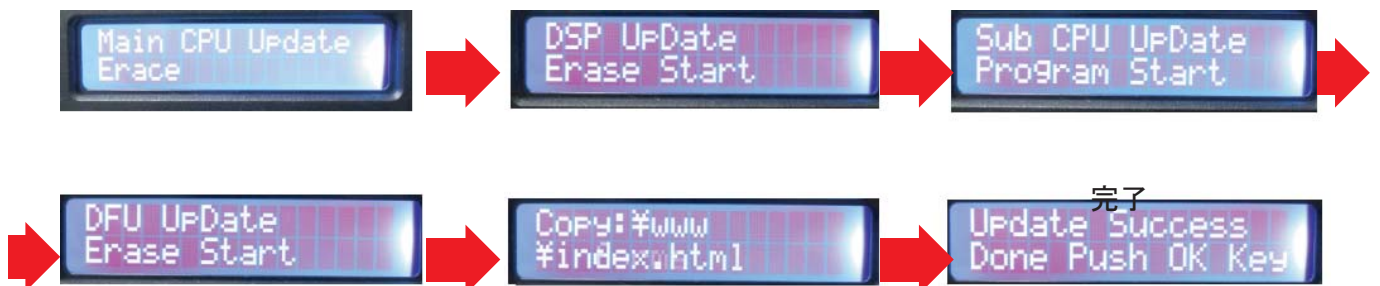 Main CPU Update
Erace
DSP UpDate
Erase Start
Sub CPU UpDate
Program Start
DFU UpDate
Erase Start
Copy:¥www
¥index.html
完了
Update Success
Done Push OK Key